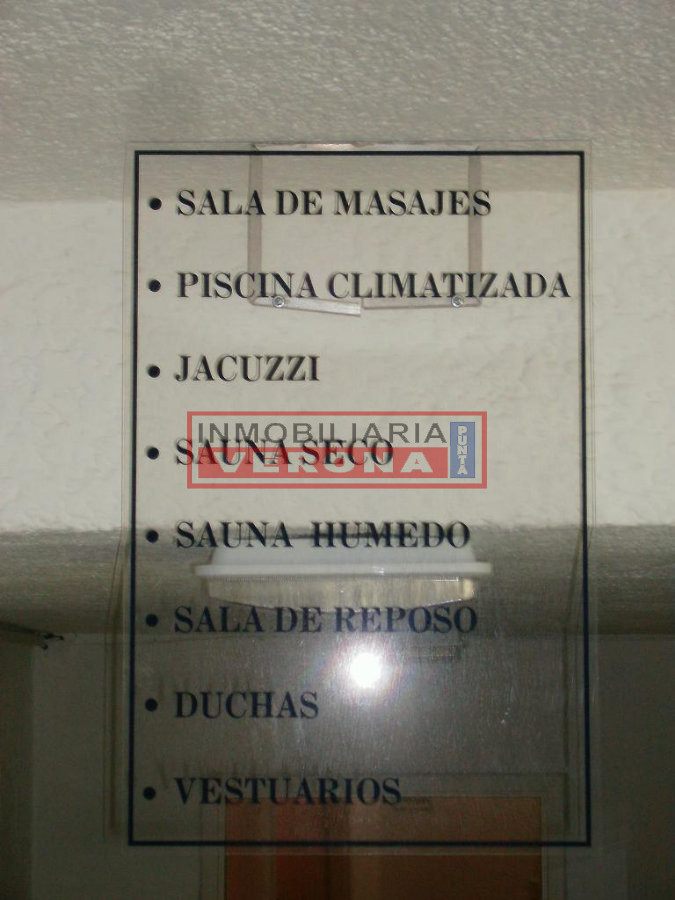 • SALA DE MASAJES
• PISCINA CLIMATIZADA
• JACUZZI
INMOBILIARIA
PUNTA
• SAUNA SECO
VERONA
• SAUNA HUMEDO
• SALA DE REPOSO
• DUCHAS
• VESTUARIOS